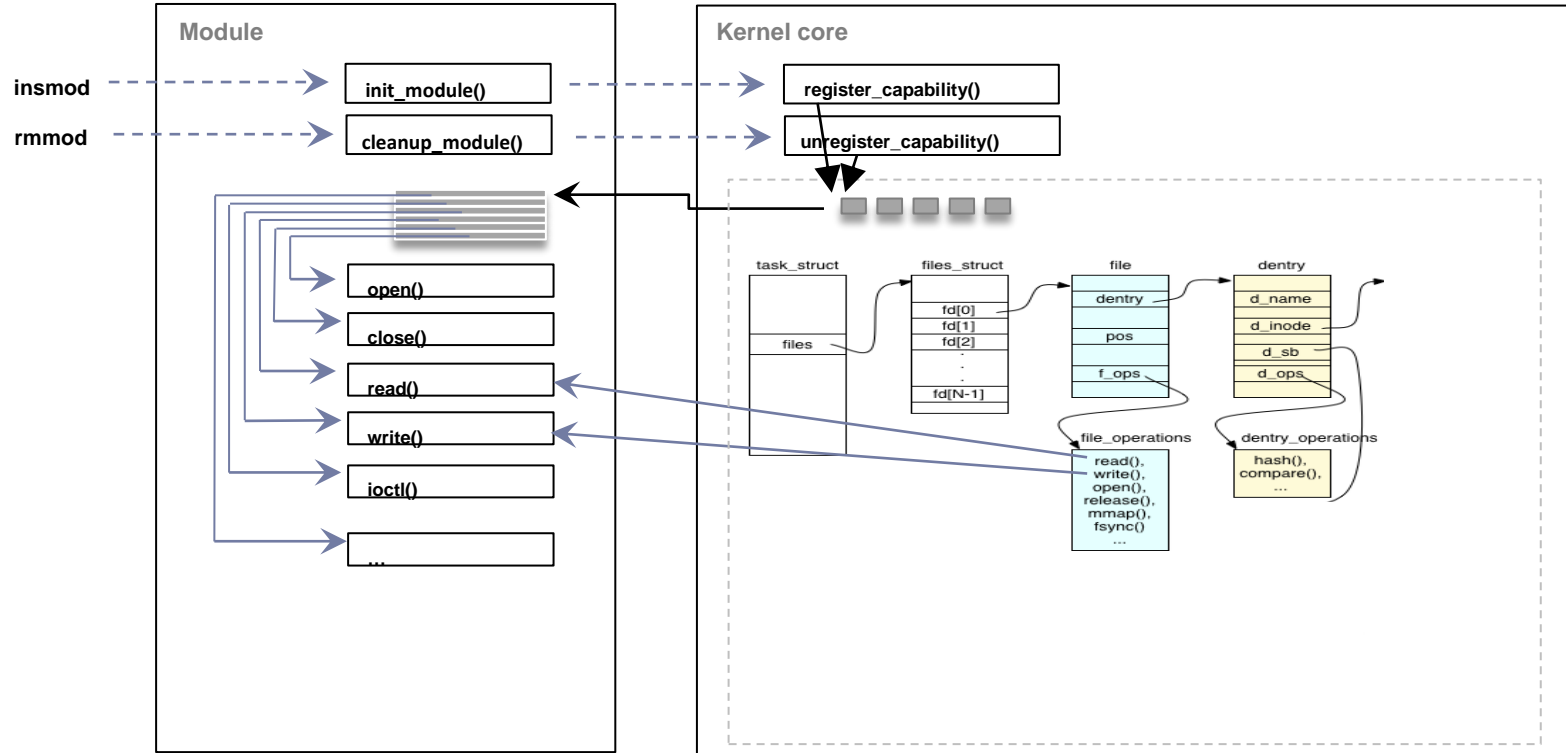 Module
Kernel core
insmod
init_module()
register_capability()
rmmod
cleanup_module()
unregister_capability()
open()
close()
read()
write()
ioctl()
...
task_struct
files
files_struct
fd[0]
fd[1]
fd[2]
.
.
.
fd[N-1]
file
dentry
pos
f_ops
dentry
d_name
d_inode
d_sb
d_ops
file_operations
read(),
write(),
open(),
release(),
mmap(),
fsync()
...
dentry_operations
hash(),
compare(),
...